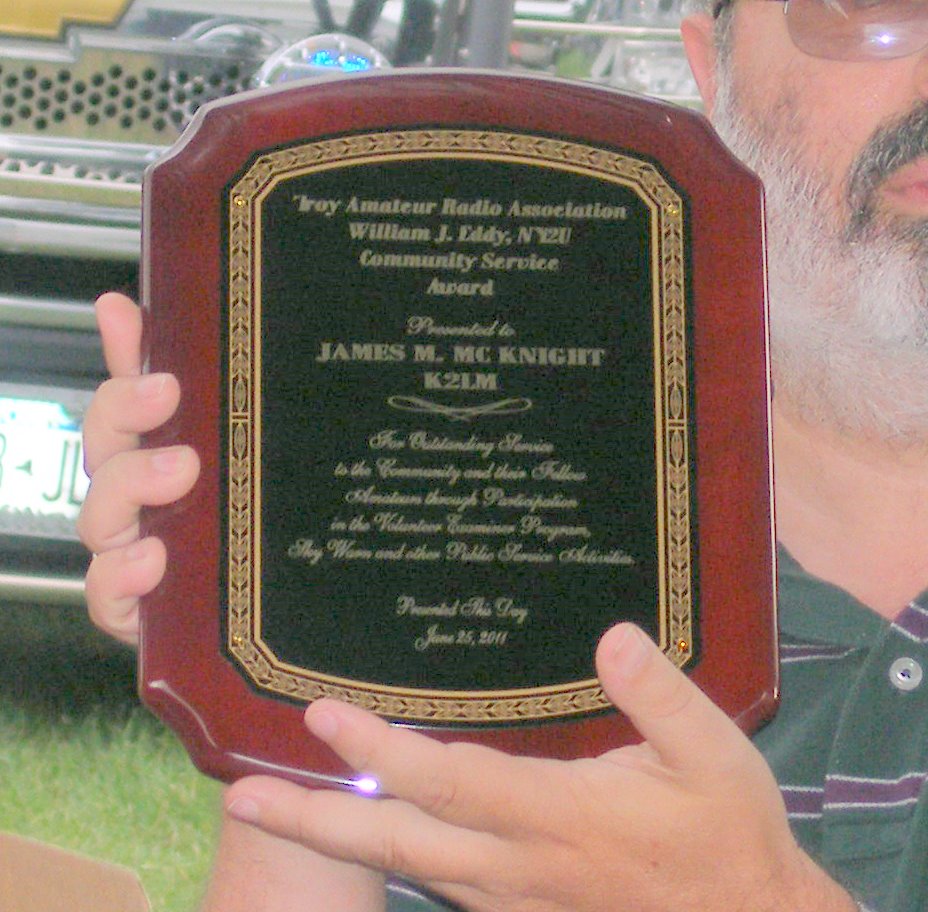 Troy Amateur Radio Association
William J. Eddy, NY2U
Community Service
Award
Presented to
JAMES M. MC KNIGHT
K2LM
For Outstanding Service
to the Community and their Fellow
Amateurs through Participation
in the Volunteer Examiner Program,
Sky Warn and other Public Service Activities.
Presented This Day
June 25, 2011